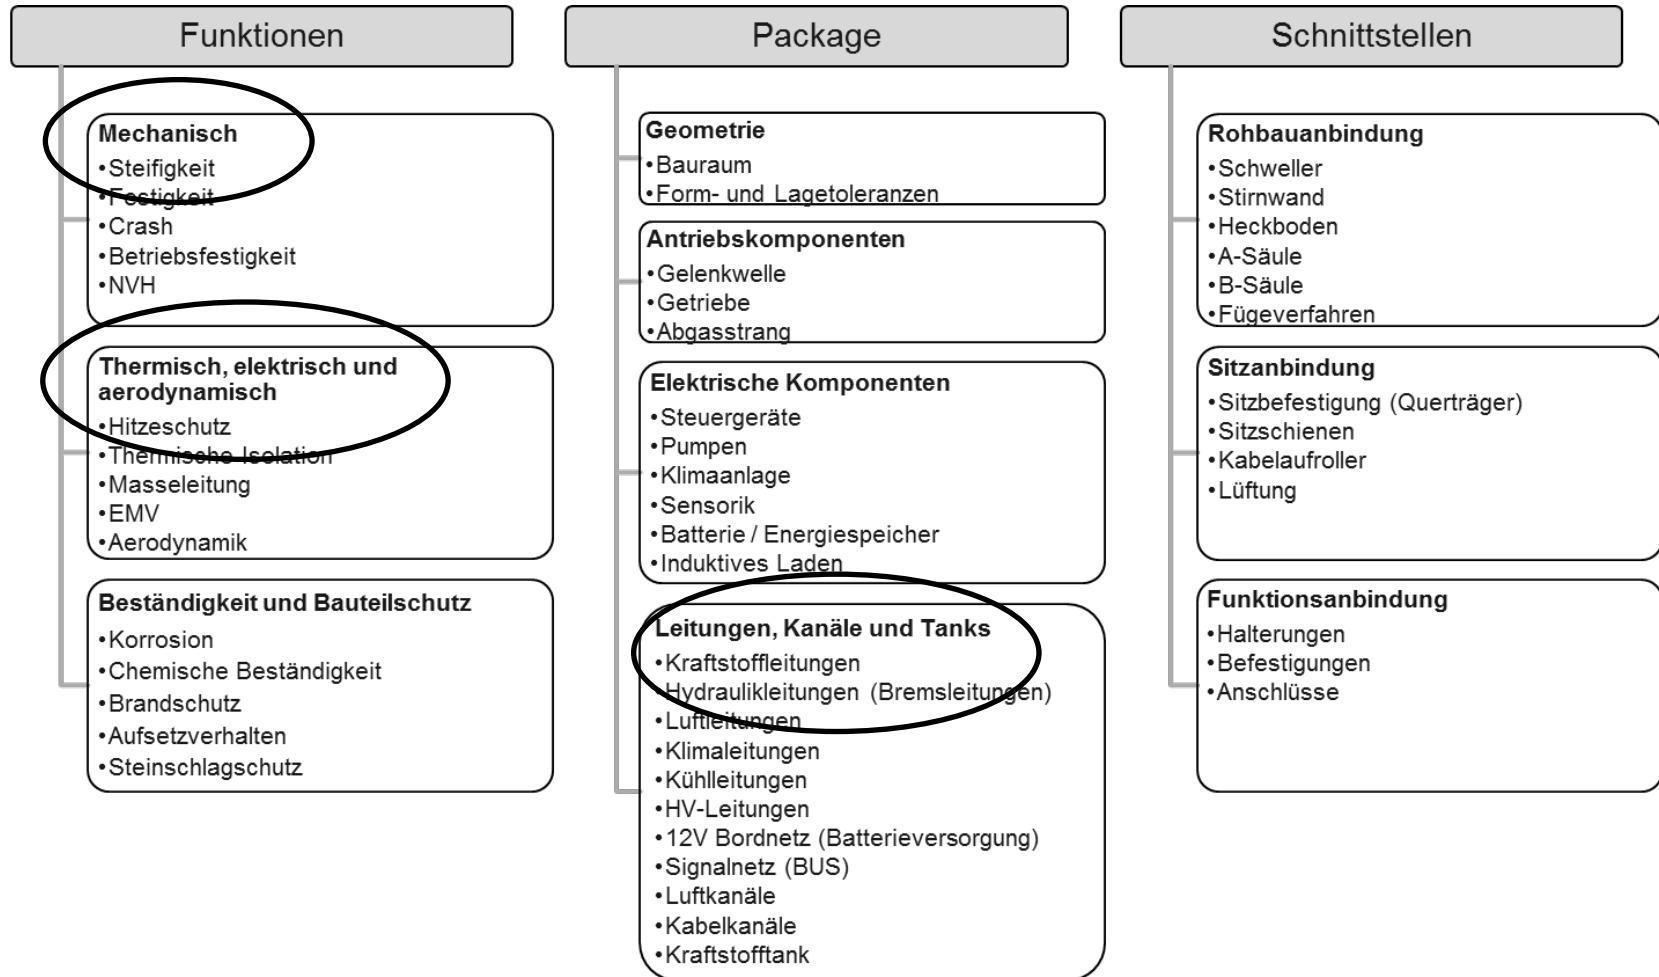 Funktionen
Mechanisch
•Steifigkeit
•Festigkeit
•Crash
•Betriebsfestigkeit
•NVH
Thermisch, elektrisch und
aerodynamisch
•Hitzeschutz
•Thermische Isolation
•Masseleitung
•EMV
•Aerodynamik
Beständigkeit und Bauteilschutz
•Korrosion
•Chemische Beständigkeit
•Brandschutz
•Aufsetzverhalten
•Steinschlagschutz
Package
Geometrie
•Bauraum
•Form- und Lagetoleranzen
Antriebskomponenten
•Gelenkwelle
•Getriebe
•Abgasstrang
Elektrische Komponenten
•Steuergeräte
•Pumpen
•Klimaanlage
•Sensorik
•Batterie / Energiespeicher
•Induktives Laden
Leitungen, Kanäle und Tanks
•Kraftstoffleitungen
•Hydraulikleitungen (Bremsleitungen)
•Luftleitungen
•Klimaleitungen
•Kühlleitungen
•HV-Leitungen
•12V Bordnetz (Batterieversorgung)
•Signalnetz (BUS)
•Luftkanäle
•Kabelkanäle
•Kraftstofftank
Schnittstellen
Rohbauanbindung
•Schweller
•Stirnwand
•Heckboden
•A-Säule
•B-Säule
•Fügeverfahren
Sitzanbindung
•Sitzbefestigung (Querträger)
•Sitzschienen
•Kabelaufroller
•Lüftung
Funktionsanbindung
•Halterungen
•Befestigungen
•Anschlüsse